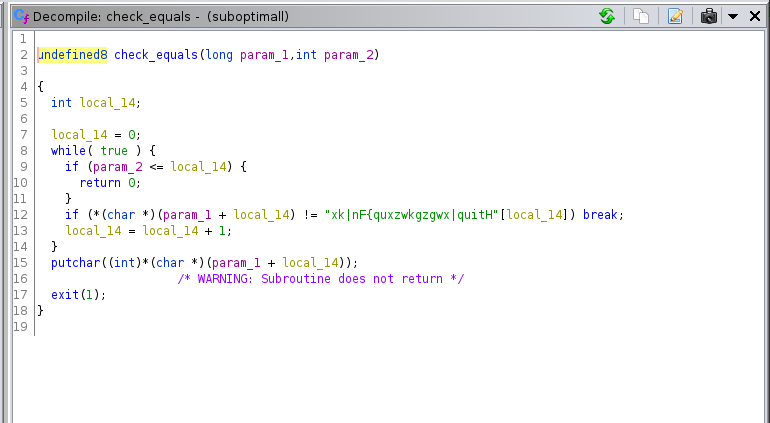 Decompile: check_equals - (suboptimall)
1
2 undefined8 check_equals(long param_1,int param_2)
3
4 {
5 int local_14;
6
7 local_14 = 0;
8 while( true ) {
9 if (param_2 <= local_14) {
10 return 0;
11 }
12 if (*(char *)(param_1 + local_14) != "xk|nF{quxzwkgzgwx|quitH"[local_14]) break;
13 local_14 = local_14 + 1;
14 }
15 putchar((int)*(char *)(param_1 + local_14));
16 /* WARNING: Subroutine does not return */
17 exit(1);
18 }
19